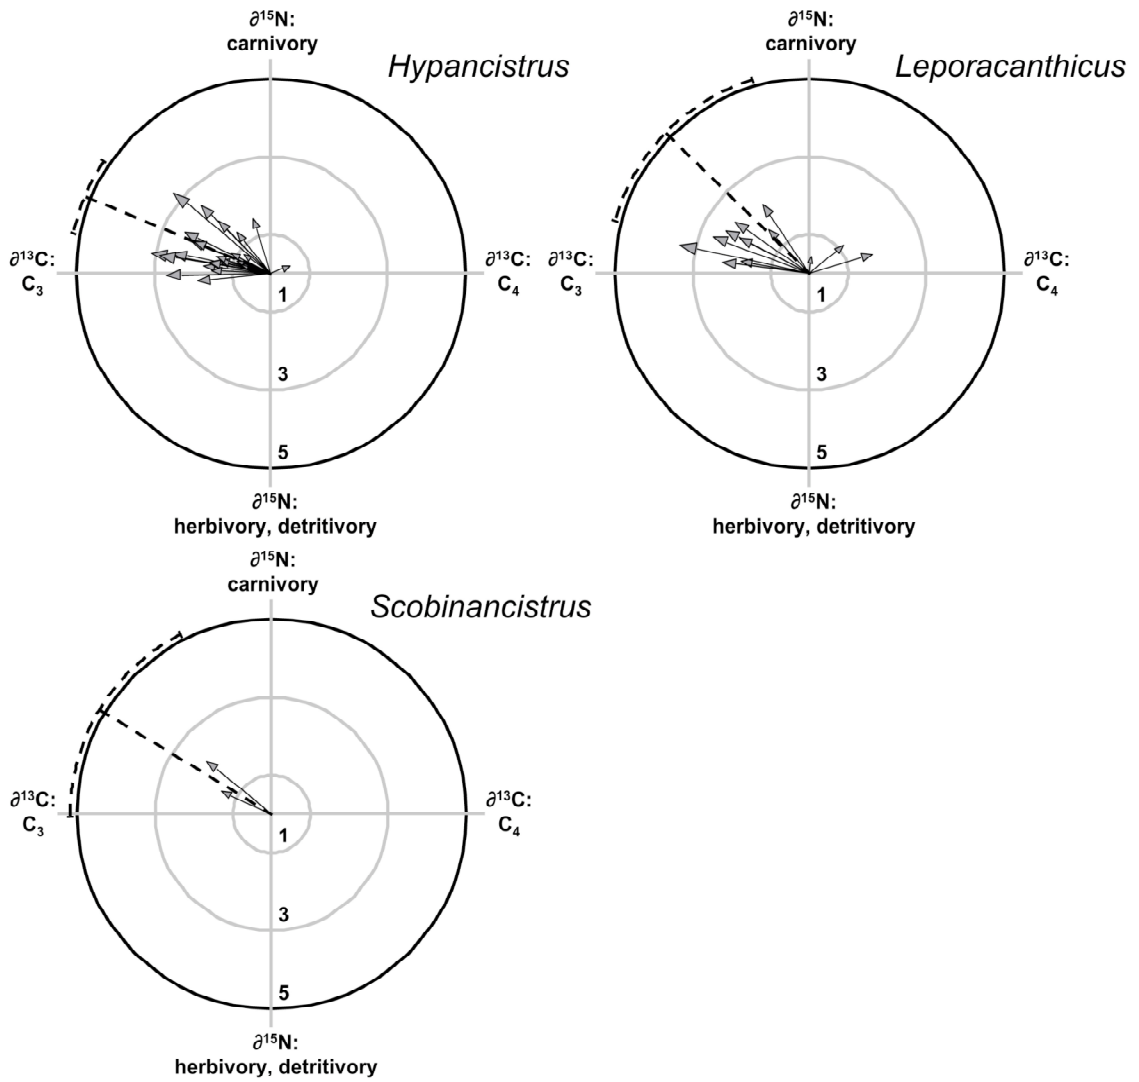 ∂¹⁵N:
carnivory
Hypancistrus
∂¹³C:
C₃
∂¹³C:
C₄
1
3
5
∂¹⁵N:
herbivory, detritivory
∂¹⁵N:
carnivory
Leporacanthicus
∂¹³C:
C₃
∂¹³C:
C₄
1
3
5
∂¹⁵N:
herbivory, detritivory
∂¹⁵N:
carnivory
Scobinancistrus
∂¹³C:
C₃
∂¹³C:
C₄
1
3
5
∂¹⁵N:
herbivory, detritivory